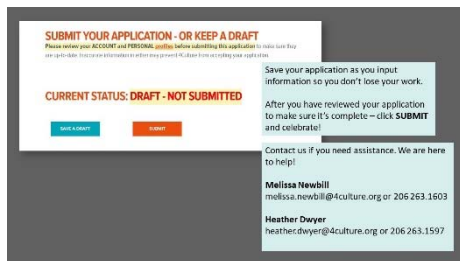 SUBMIT YOUR APPLICATION - OR KEEP A DRAFT
Please review your ACCOUNT and PERSONAL profiles before submitting this application to make sure they
are up-to-date. Inaccurate information in either may prevent 4Culture from accepting your application.
CURRENT STATUS: DRAFT - NOT SUBMITTED
SAVE A DRAFT
SUBMIT
Save your application as you input
information so you don't lose your work.
After you have reviewed your application
to make sure it's complete – click SUBMIT
and celebrate!
Contact us if you need assistance. We are here
to help!
Melissa Newbill
melissa.newbill@4culture.org or 206 263.1603
Heather Dwyer
heather.dwyer@4culture.org or 206 263.1597